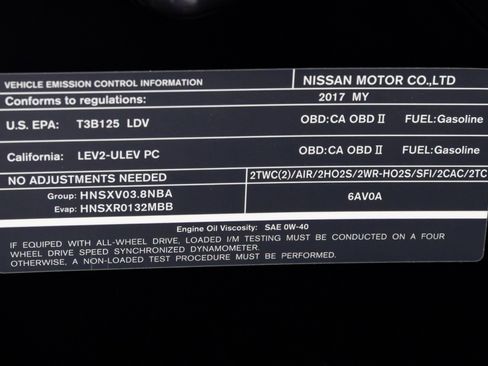 VEHICLE EMISSION CONTROL INFORMATION NISSAN MOTOR CO.,LTD
Conforms to regulations: 2017 MY
U.S. EPA: T3B125 LDV OBD:CA OBD II FUEL:Gasoline
California: LEV2-ULEV PC OBD:CA OBD II FUEL:Gasoline
NO ADJUSTMENTS NEEDED 2TWC(2)/AIR/2HO2S/2WR-HO2S/SFI/2CAC/2TC
Group: HNSXV03.8NBA 6AV0A
Evap: HNSXR0132MBB
Engine Oil Viscosity: SAE 0W-40
IF EQUIPPED WITH ALL-WHEEL DRIVE, LOADED I/M TESTING MUST BE CONDUCTED ON A FOUR
WHEEL DRIVE SPEED SYNCHRONIZED DYNAMOMETER.
OTHERWISE, A NON-LOADED TEST PROCEDURE MUST BE PERFORMED.